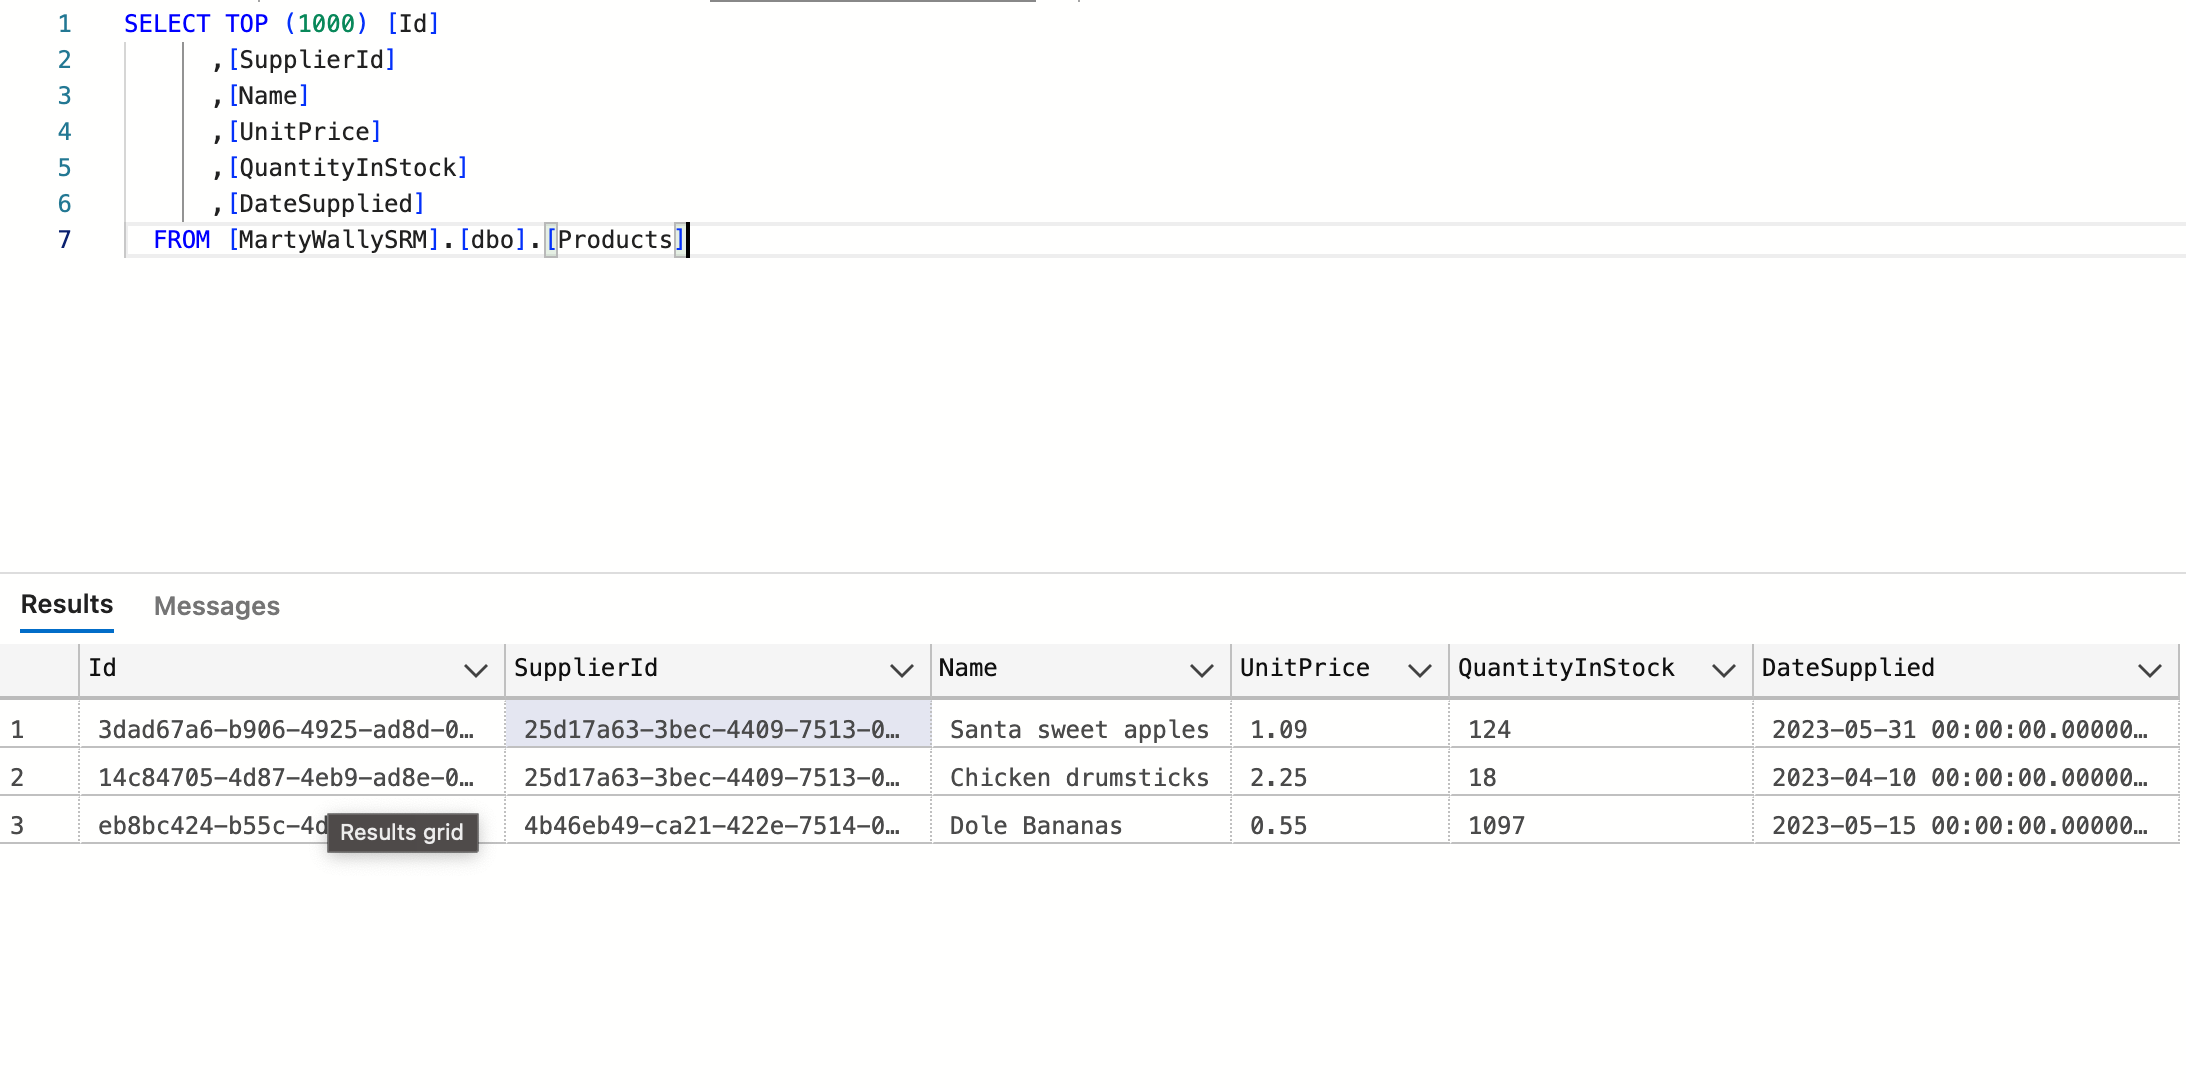 1 SELECT TOP (1000) [Id]
2 ,[SupplierId]
3 ,[Name]
4 ,[UnitPrice]
5 ,[QuantityInStock]
6 ,[DateSupplied]
7 FROM [MartyWallySRM].[dbo].[Products]
Results Messages
Id SupplierId Name UnitPrice QuantityInStock DateSupplied
1 3dad67a6-b906-4925-ad8d-0… 25d17a63-3bec-4409-7513-0… Santa sweet apples 1.09 124 2023-05-31 00:00:00.00000…
2 14c84705-4d87-4eb9-ad8e-0… 25d17a63-3bec-4409-7513-0… Chicken drumsticks 2.25 18 2023-04-10 00:00:00.00000…
3 eb8bc424-b55c-4d 4b46eb49-ca21-422e-7514-0… Dole Bananas 0.55 1097 2023-05-15 00:00:00.00000…
Results grid